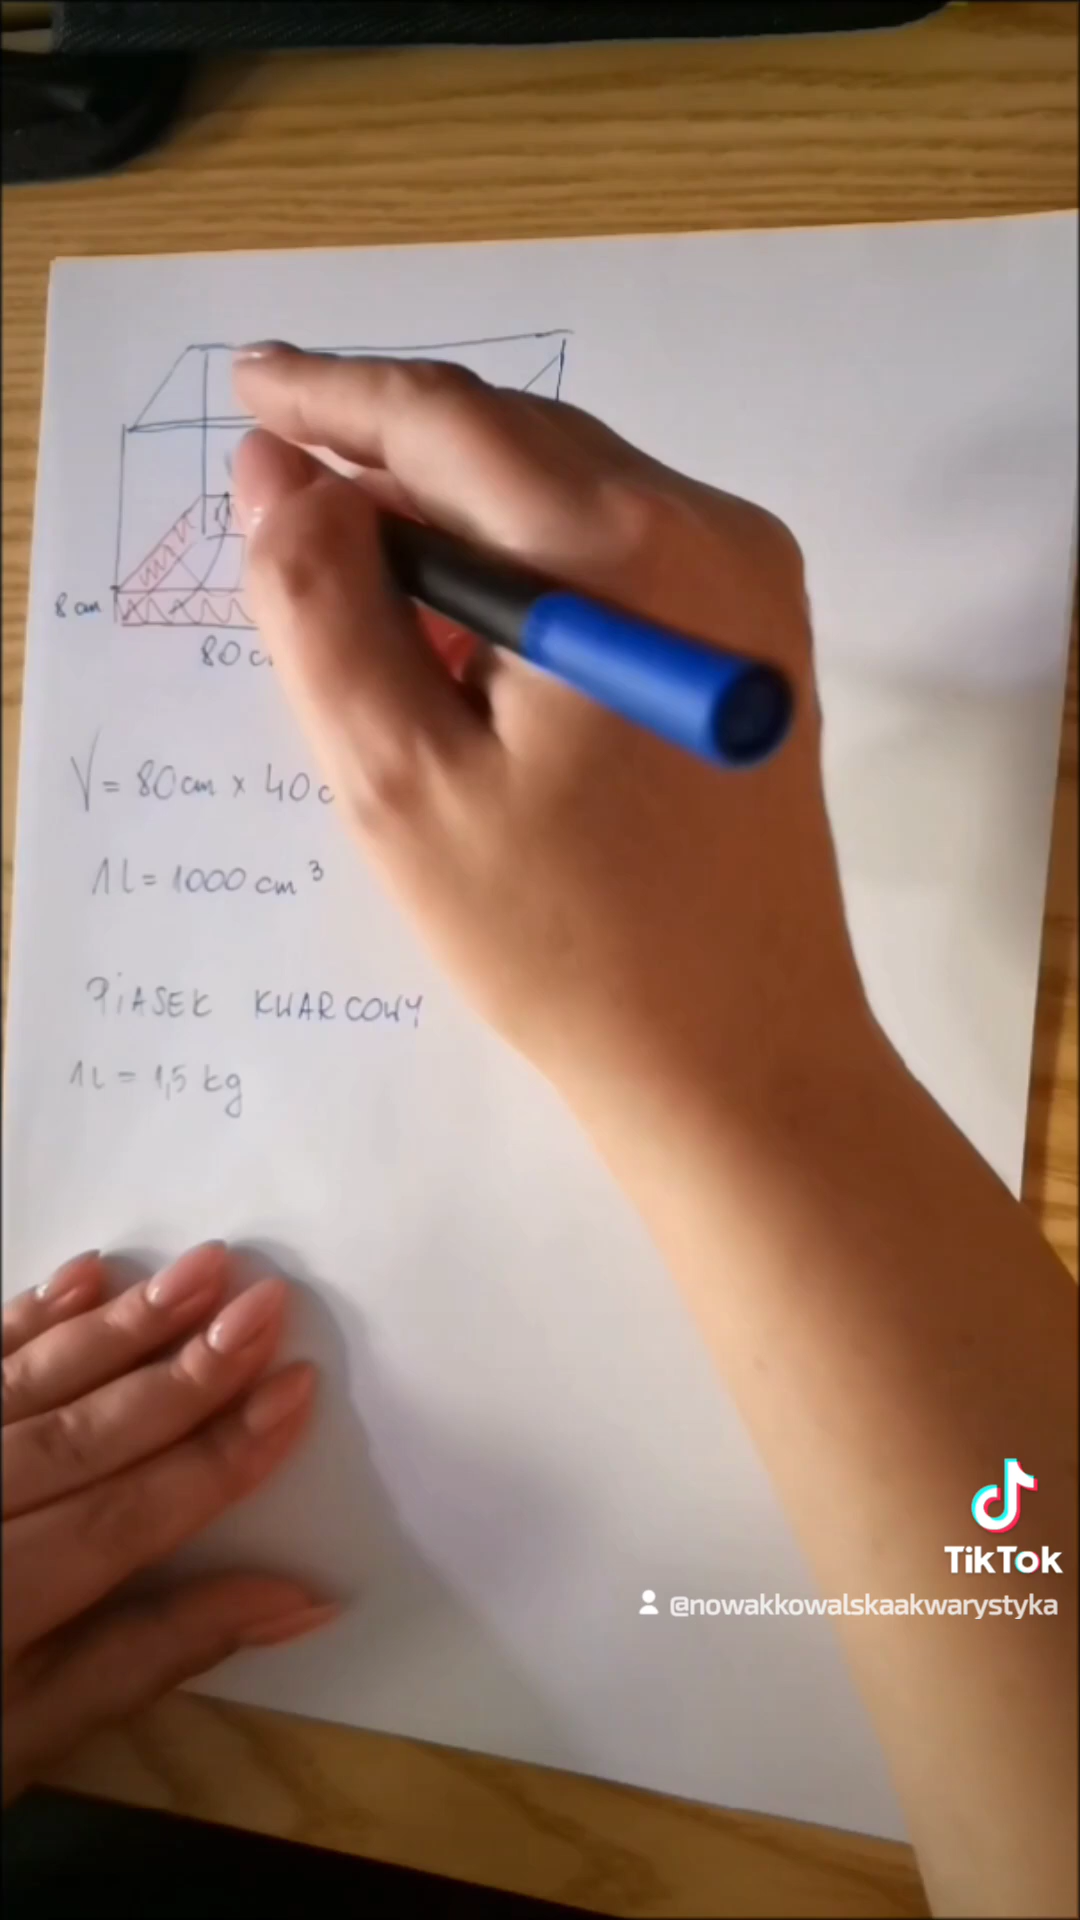 8 cm
80 c
V = 80 cm x 40 c
1 l = 1000 cm³
PiASEK KWARCOWY
1 L = 1,5 kg
TikTok
@nowakkowalskaakwarystyka